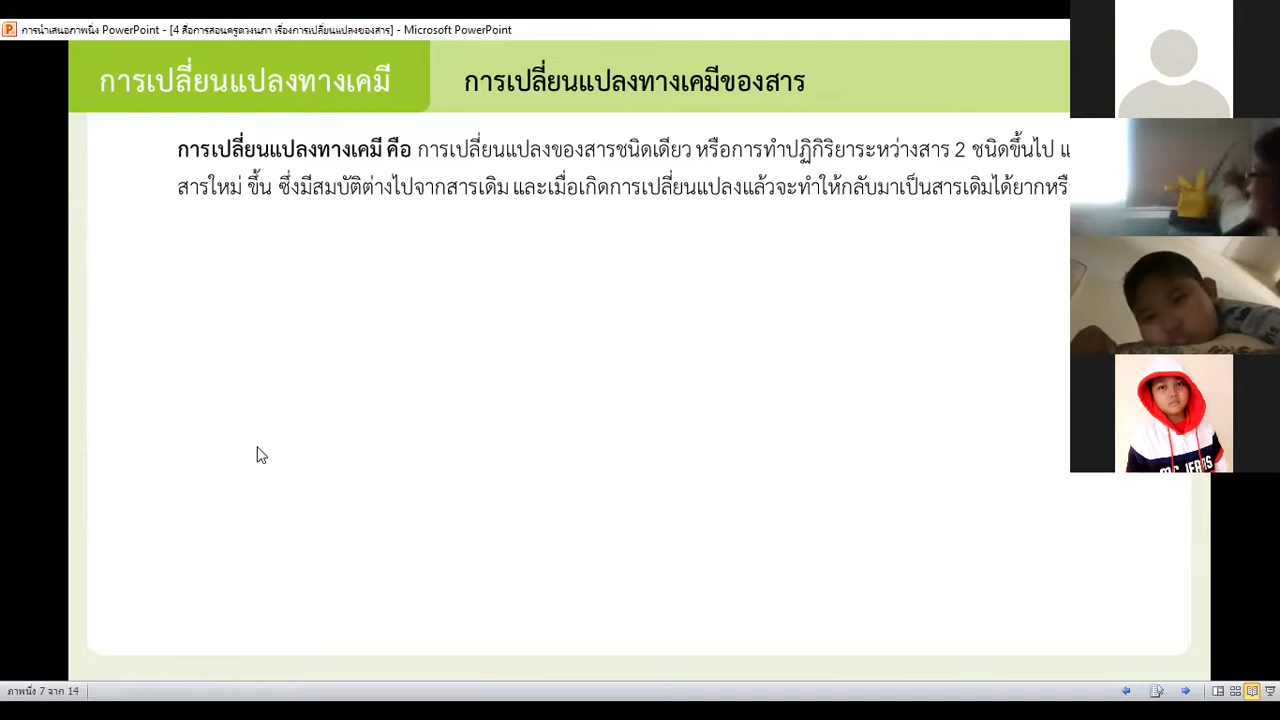 การนำเสนอภาพนิ่ง PowerPoint - [4 สื่อการสอนครูดวงนภา เรื่องการเปลี่ยนแปลงของสาร] - Microsoft PowerPoint
การเปลี่ยนแปลงทางเคมี
การเปลี่ยนแปลงทางเคมีของสาร
การเปลี่ยนแปลงทางเคมี คือ การเปลี่ยนแปลงของสารชนิดเดียว หรือการทำปฏิกิริยาระหว่างสาร 2 ชนิดขึ้นไป แ
สารใหม่ ขึ้น ซึ่งมีสมบัติต่างไปจากสารเดิม และเมื่อเกิดการเปลี่ยนแปลงแล้วจะทำให้กลับมาเป็นสารเดิมได้ยากหรื
ภาพนิ่ง 7 จาก 14